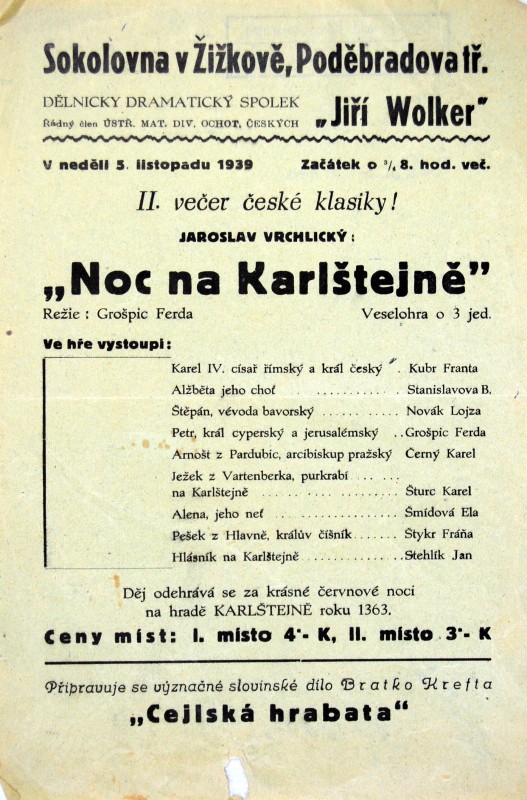 Sokolovna v Žižkově, Poděbradova tř.
DĚLNICKY DRAMATICKÝ SPOLEK
Řádný člen ÚSTŘ. MAT. DIV. OCHOT. ČESKÝCH
„Jiří Wolker"
V neděli 5. listopadu 1939 Začátek o ¾ 8. hod. več.
II. večer české klasiky!
JAROSLAV VRCHLICKÝ:
„Noc na Karlštejně”
Režie : Grošpic Ferda Veselohra o 3 jed.
Ve hře vystoupi:
Karel IV. císař římský a král český Kubr Franta
Alžběta jeho choť ............ Stanislavova B.
Štěpán, vévoda bavorský ........... Novák Lojza
Petr, král cyperský a jerusalémský ..Grošpic Ferda
Arnošt z Pardubic, arcibiskup pražský Černý Karel
Ježek z Vartenberka, purkrabí ... ...
na Karlštejně ................ Šturc Karel
Alena, jeho neť ............... Šmídová Ela
Pešek z Hlavně, králův číšník....... Štykr Fráňa
Hlásník na Karlštejně............. Stehlík Jan
Děj odehrává se za krásné červnové noci
na hradě KARLŠTEJNĚ roku 1363.
Ceny míst: I. místo 4·- K, II. místo 3·- K
Připravuje se význačné slovinské dílo Bratko Krefta
„Cejlská hrabata"